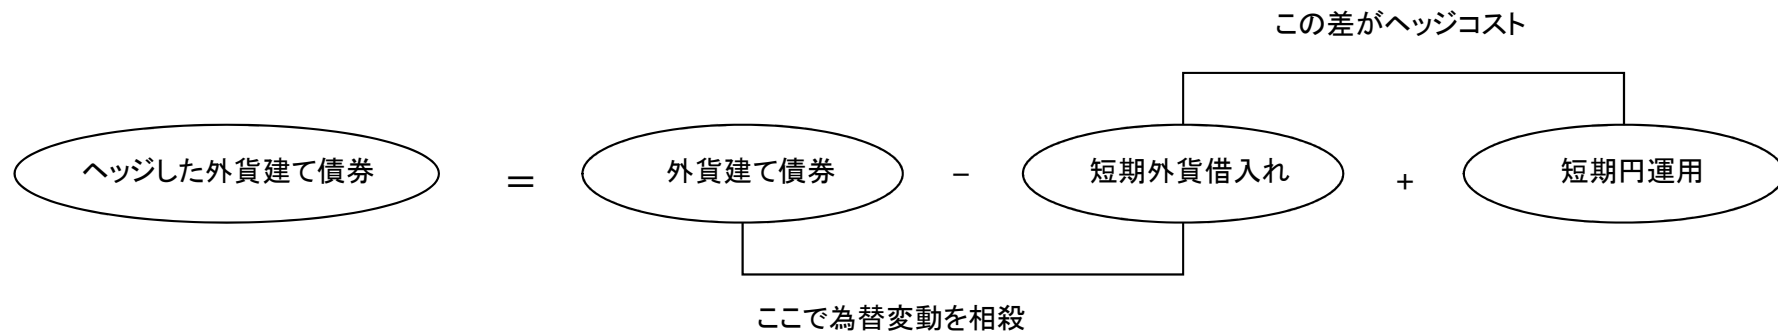 この差がヘッジコスト
ヘッジした外貨建て債券 = 外貨建て債券 - 短期外貨借入れ + 短期円運用
ここで為替変動を相殺